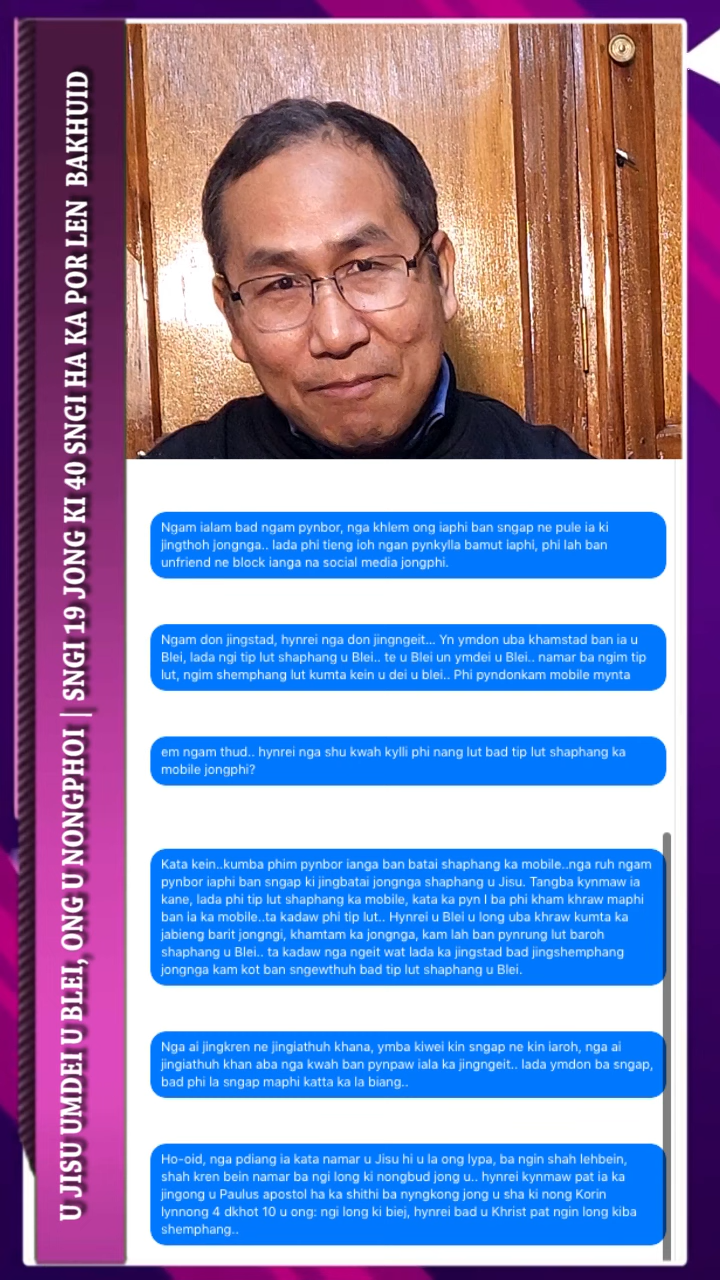 U JISU UMDEI U BLEI, ONG U NONGPHOI | SNGI 19 JONG KI 40 SNGI HA KA POR LEN BAKHUID
Ngam ialam bad ngam pynbor, nga khlem ong iaphi ban sngap ne pule ia ki
jingthoh jongnga.. lada phi tieng ioh ngan pynkylla bamut iaphi, phi lah ban
unfriend ne block ianga na social media jongphi.
Ngam don jingstad, hynrei nga don jingngeit... Yn ymdon uba khamstad ban ia u
Blei, lada ngi tip lut shaphang u Blei.. te u Blei un ymdei u Blei.. namar ba ngim tip
lut, ngim shemphang lut kumta kein u dei u blei.. Phi pyndonkam mobile mynta
em ngam thud.. hynrei nga shu kwah kylli phi nang lut bad tip lut shaphang ka
mobile jongphi?
Kata kein..kumba phim pynbor ianga ban batai shaphang ka mobile..nga ruh ngam
pynbor iaphi ban sngap ki jingbatai jongnga shaphang u Jisu. Tangba kynmaw ia
kane, lada phi tip lut shaphang ka mobile, kata ka pyn I ba phi kham khraw maphi
ban ia ka mobile..ta kadaw phi tip lut.. Hynrei u Blei u long uba khraw kumta ka
jabieng barit jongngi, khamtam ka jongnga, kam lah ban pynrung lut baroh
shaphang u Blei.. ta kadaw nga ngeit wat lada ka jingstad bad jingshemphang
jongnga kam kot ban sngewthuh bad tip lut shaphang u Blei.
Nga ai jingkren ne jingiathuh khana, ymba kiwei kin sngap ne kin iaroh, nga ai
jingiathuh khan aba nga kwah ban pynpaw iala ka jingngeit.. lada ymdon ba sngap,
bad phi la sngap maphi katta ka la biang..
Ho-oid, nga pdiang ia kata namar u Jisu hi u la ong lypa, ba ngin shah lehbein,
shah kren bein namar ba ngi long ki nongbud jong u.. hynrei kynmaw pat ia ka
jingong u Paulus apostol ha ka shithi ba nyngkong jong u sha ki nong Korin
lynnong 4 dkhot 10 u ong: ngi long ki biej, hynrei bad u Khrist pat ngin long kiba
shemphang..